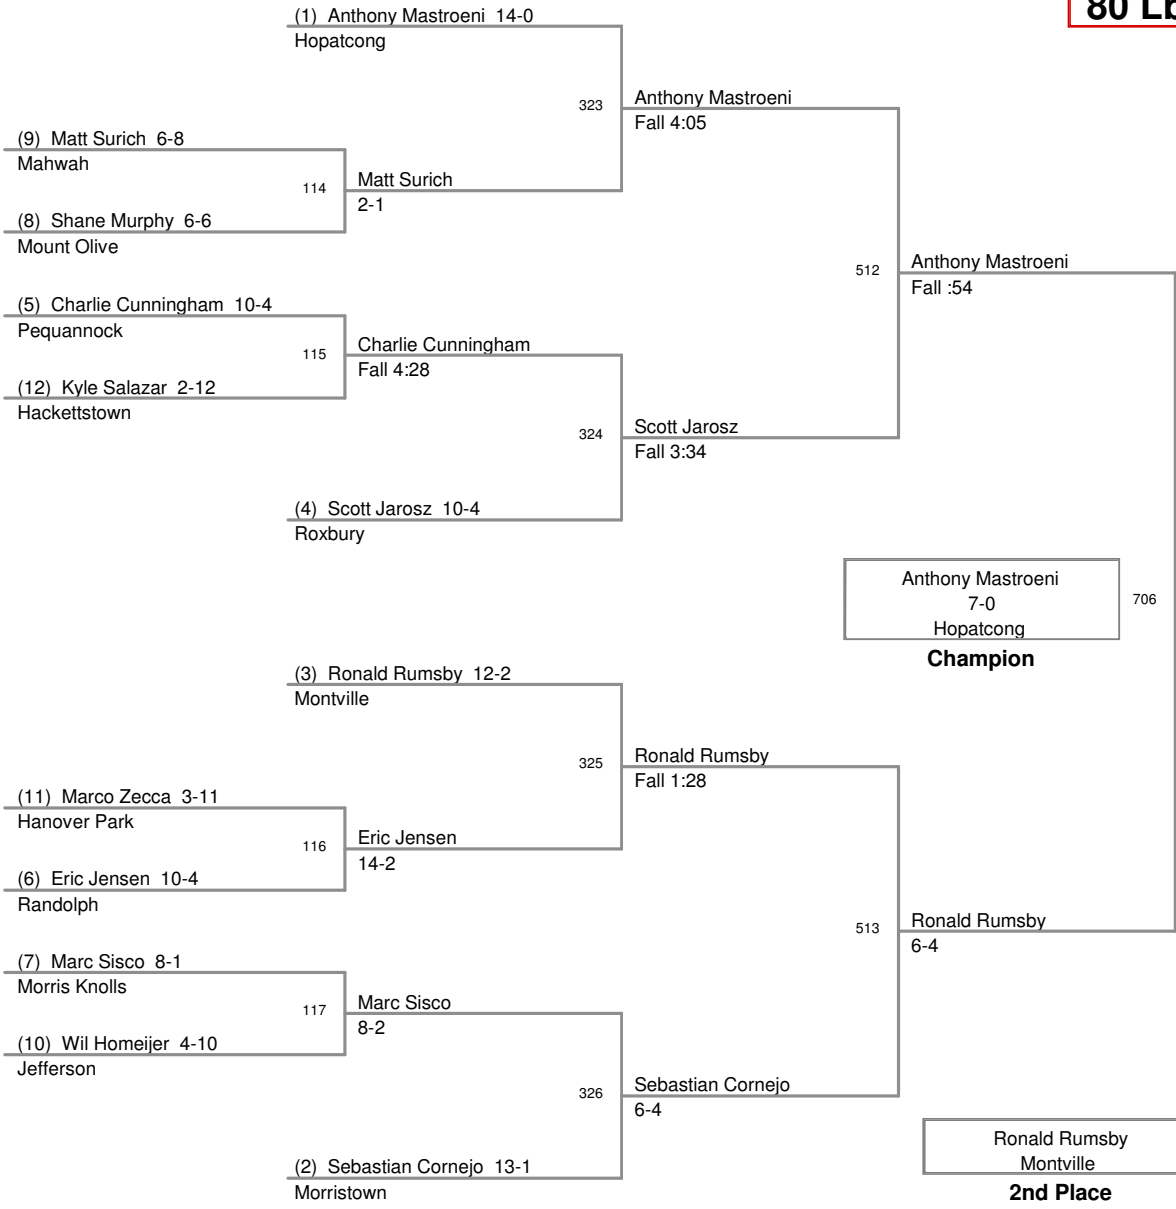 80 Lb
(1) Anthony Mastroeni 14-0
Hopatcong
323
Anthony Mastroeni
Fall 4:05
(9) Matt Surich 6-8
Mahwah
114
Matt Surich
2-1
(8) Shane Murphy 6-6
Mount Olive
512
Anthony Mastroeni
Fall :54
(5) Charlie Cunningham 10-4
Pequannock
115
Charlie Cunningham
Fall 4:28
(12) Kyle Salazar 2-12
Hackettstown
324
Scott Jarosz
Fall 3:34
(4) Scott Jarosz 10-4
Roxbury
Anthony Mastroeni
7-0
Hopatcong
Champion
706
(3) Ronald Rumsby 12-2
Montville
325
Ronald Rumsby
Fall 1:28
(11) Marco Zecca 3-11
Hanover Park
116
Eric Jensen
14-2
(6) Eric Jensen 10-4
Randolph
513
Ronald Rumsby
6-4
(7) Marc Sisco 8-1
Morris Knolls
117
Marc Sisco
8-2
(10) Wil Homeijer 4-10
Jefferson
326
Sebastian Cornejo
6-4
(2) Sebastian Cornejo 13-1
Morristown
Ronald Rumsby
Montville
2nd Place